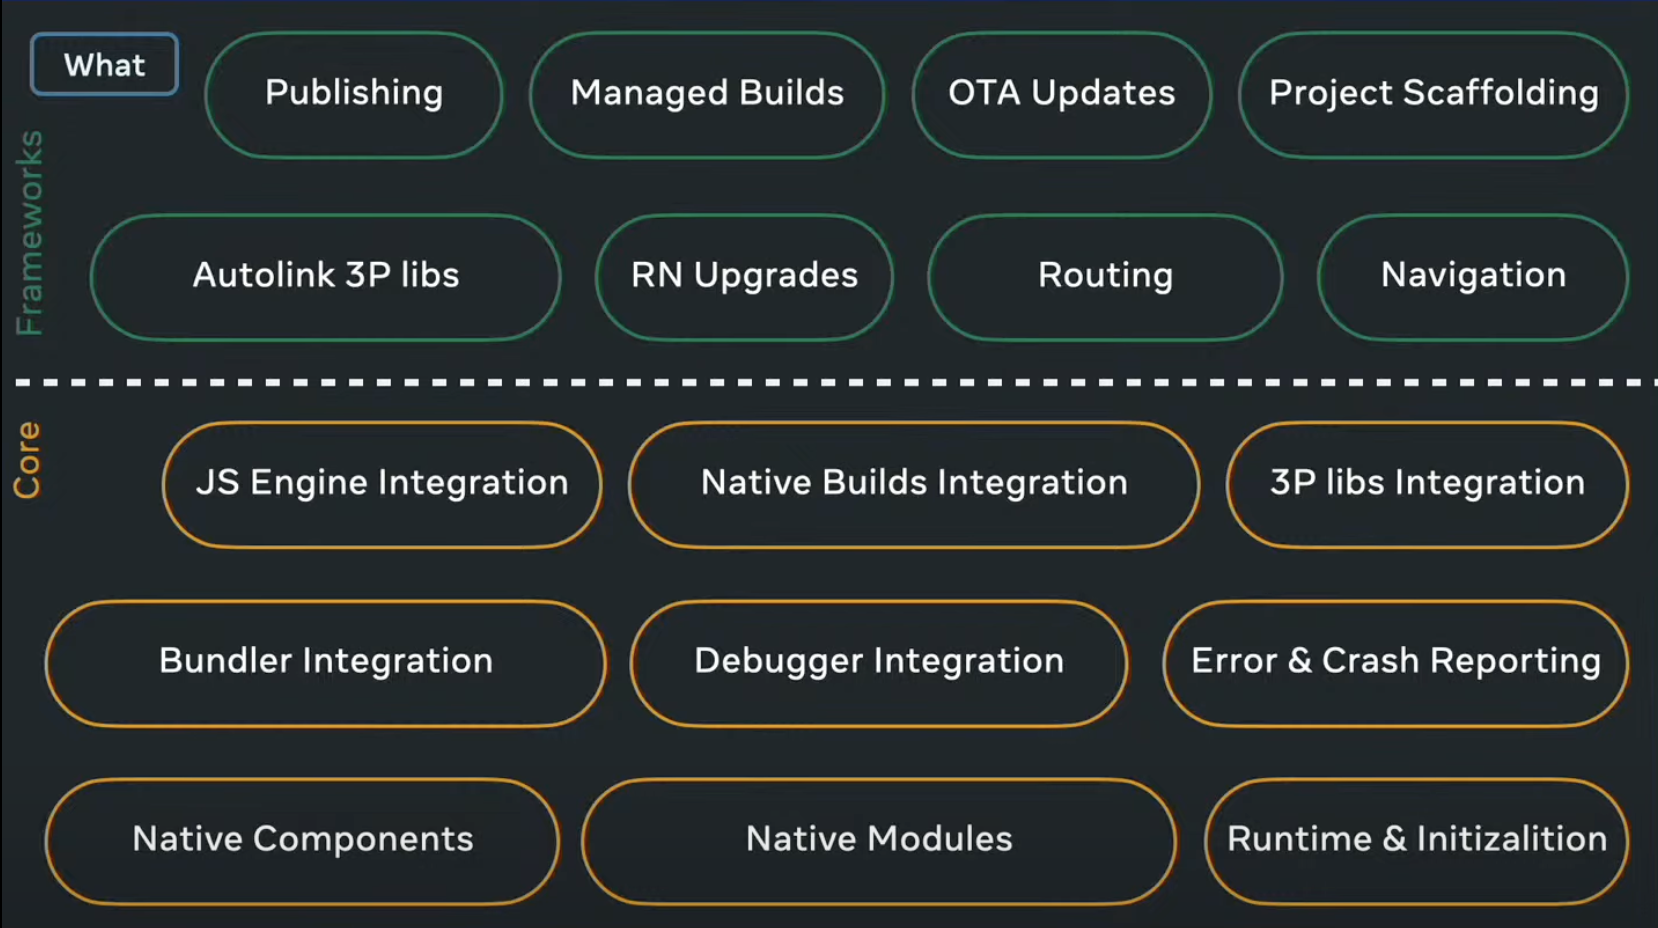 What
Publishing
Managed Builds
OTA Updates
Project Scaffolding
Frameworks
Autolink 3P libs
RN Upgrades
Routing
Navigation
Core
JS Engine Integration
Native Builds Integration
3P libs Integration
Bundler Integration
Debugger Integration
Error & Crash Reporting
Native Components
Native Modules
Runtime & Initizalition